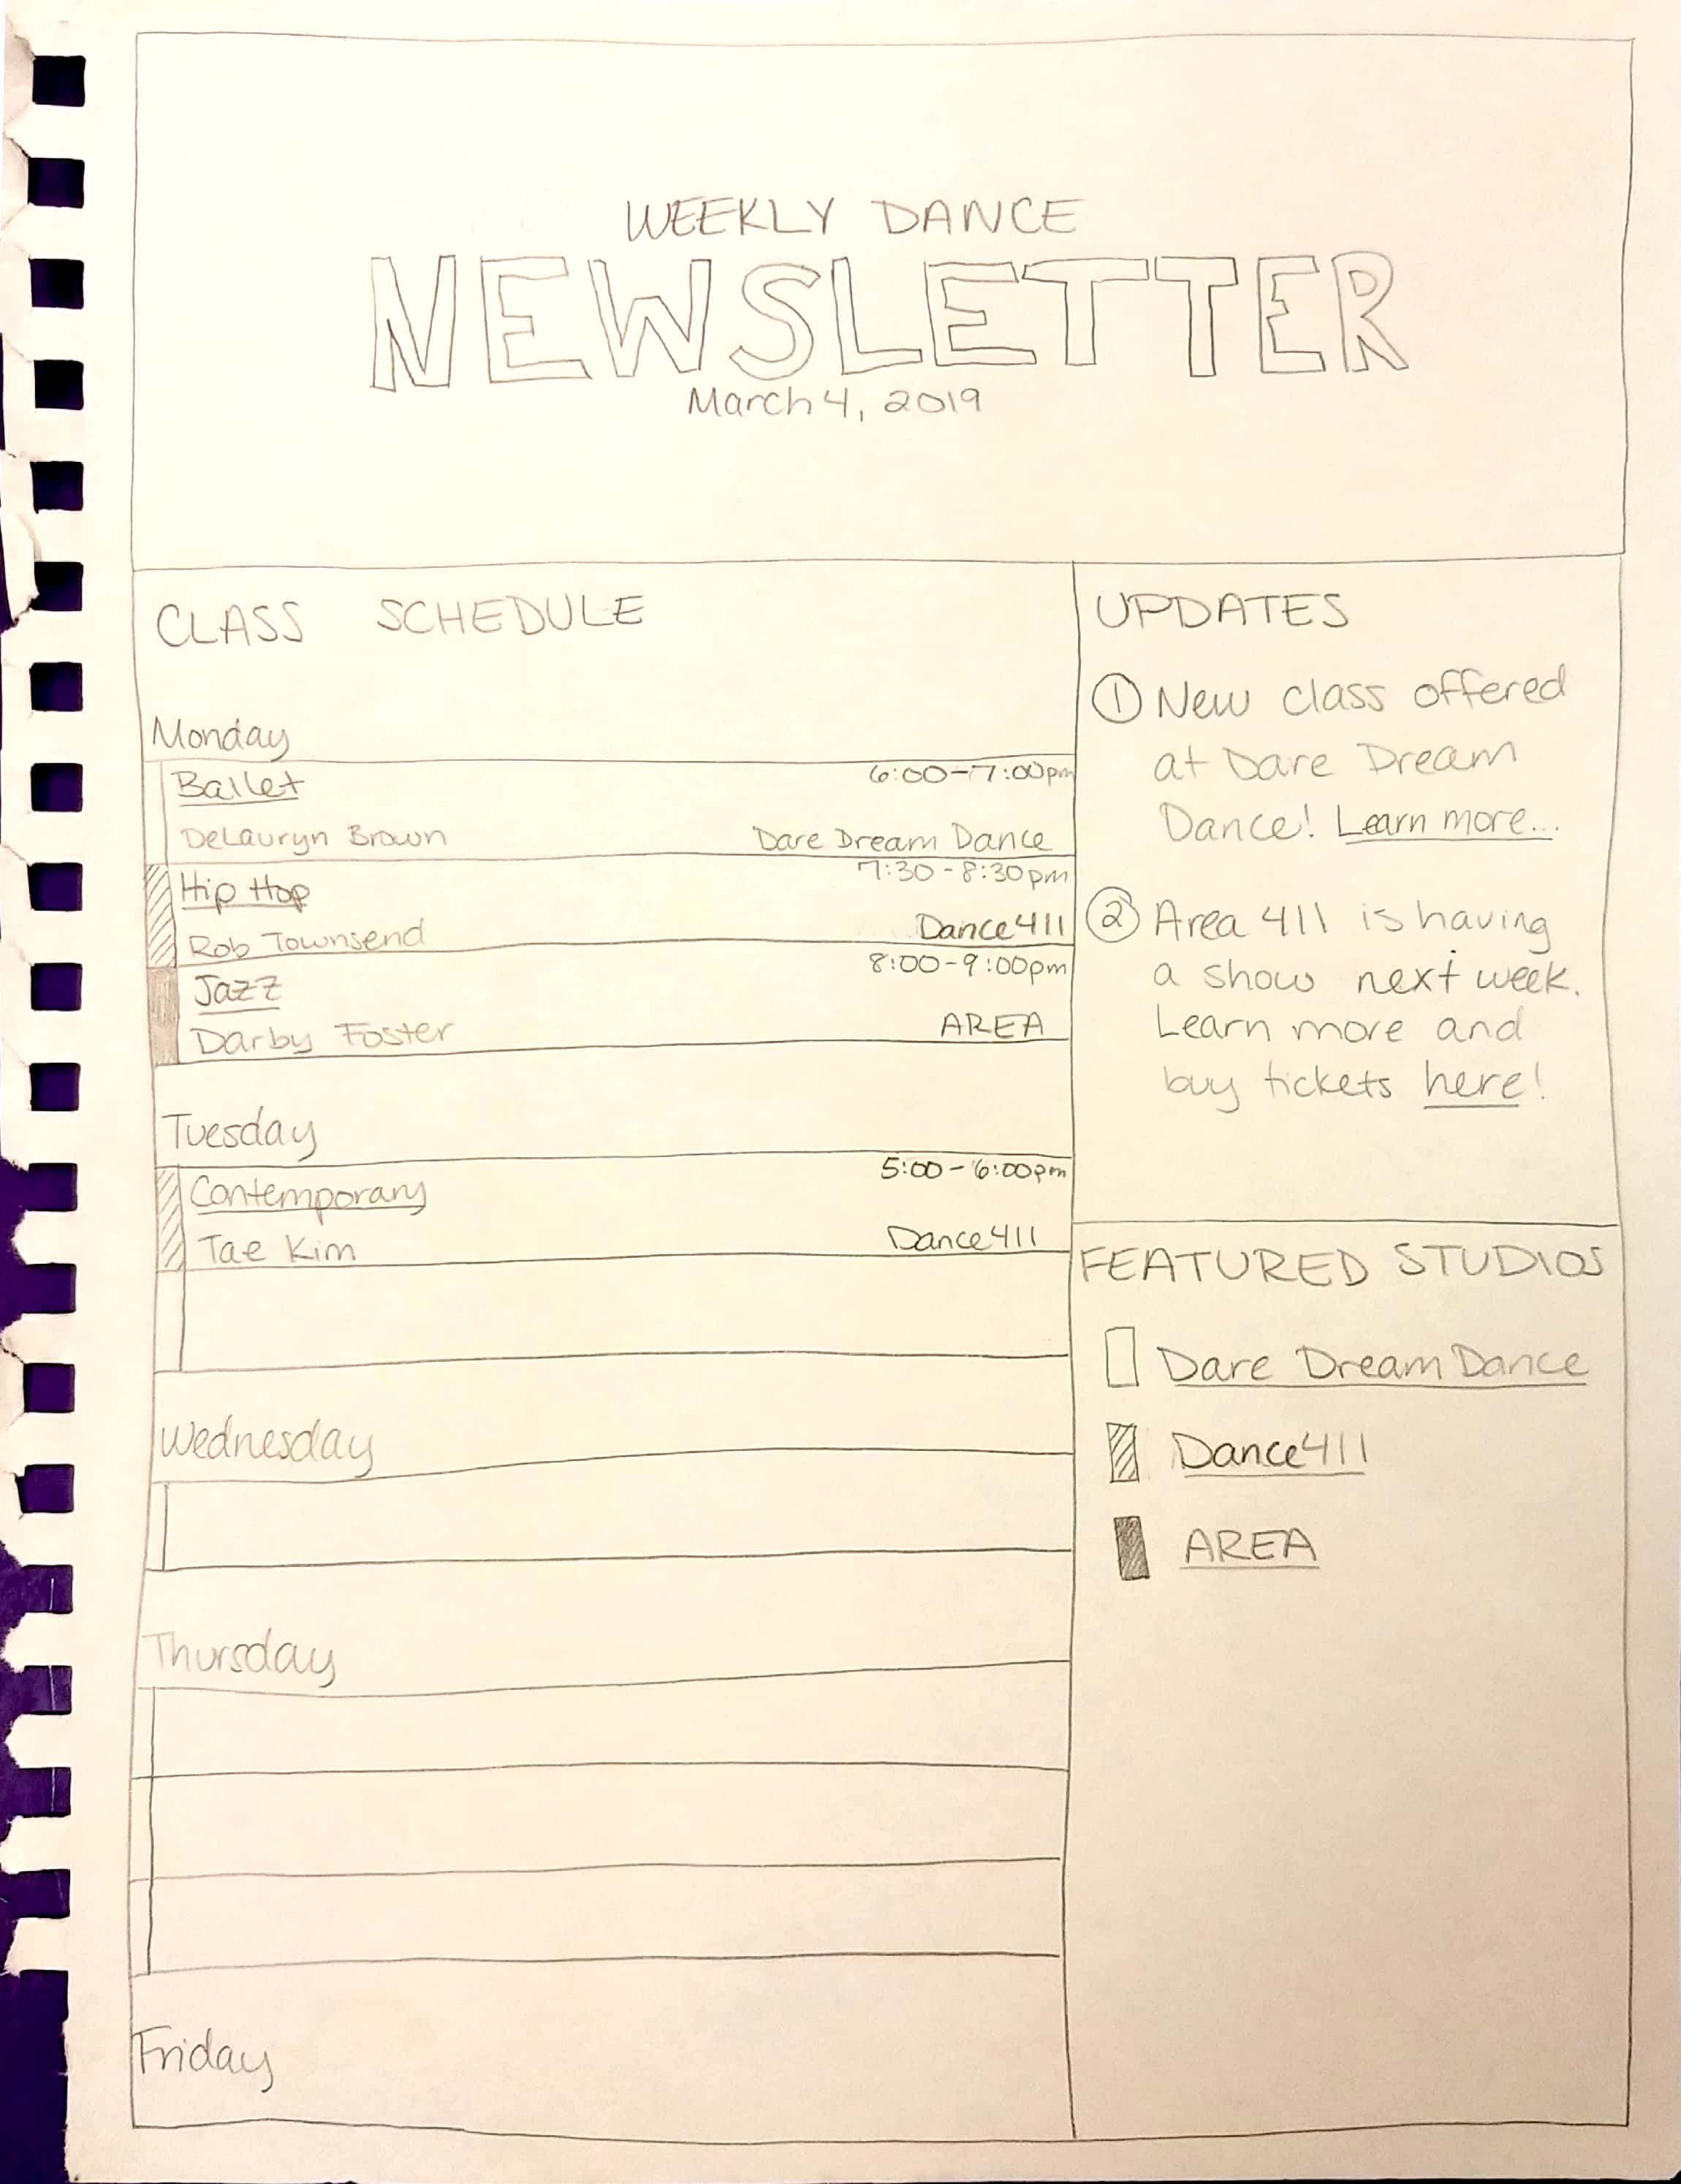 WEEKLY DANCE
NEWSLETTER
March 4, 2019
CLASS SCHEDULE
Monday
Ballet 6:00-7:00pm
DeLauryn Brown Dare Dream Dance
Hip Hop 7:30-8:30pm
Rob Townsend Dance411
Jazz 8:00-9:00pm
Darby Foster AREA
Tuesday
Contemporary 5:00-6:00pm
Tae Kim Dance411
Wednesday
Thursday
Friday
UPDATES
① New class offered
at Dare Dream
Dance! Learn more...
② Area 411 is having
a show next week.
Learn more and
buy tickets here!
FEATURED STUDIOS
Dare Dream Dance
Dance411
AREA